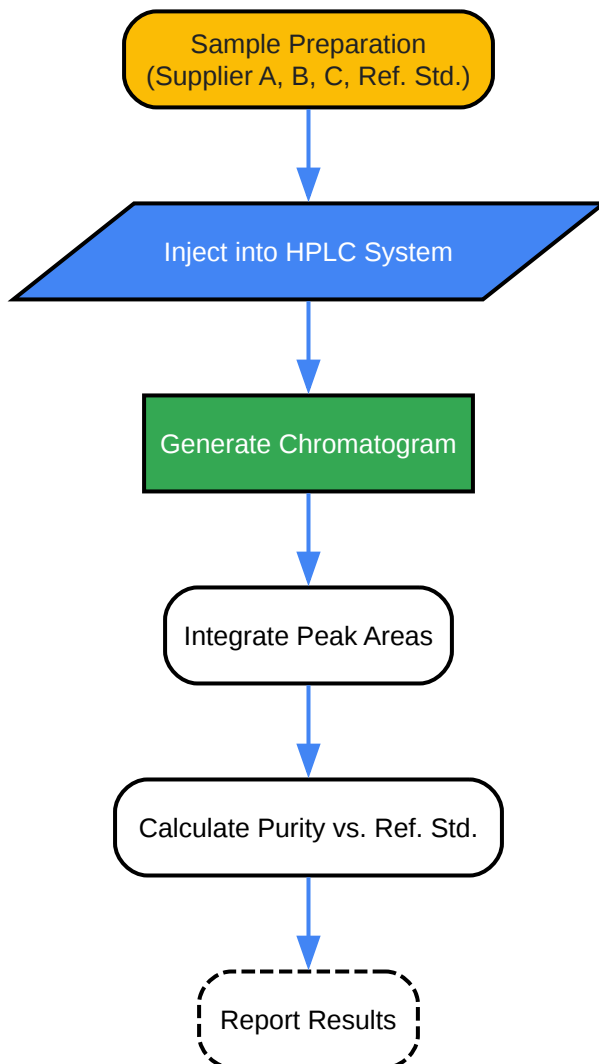 Sample Preparation
(Supplier A, B, C, Ref. Std.)
Inject into HPLC System
Generate Chromatogram
Integrate Peak Areas
Calculate Purity vs. Ref. Std.
Report Results